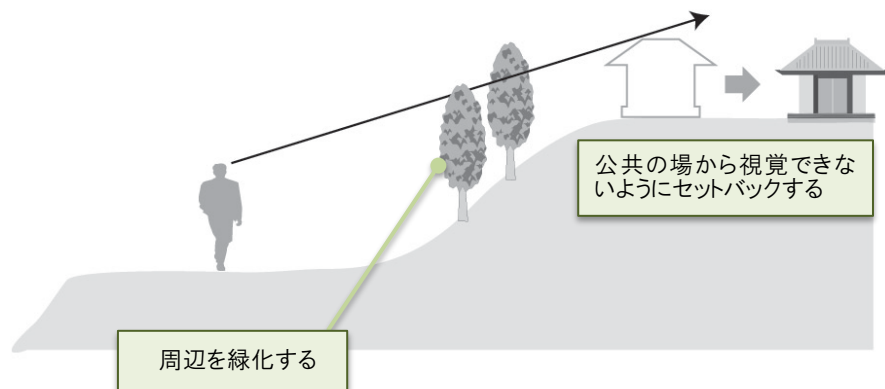 公共の場から視覚できな
いようにセットバックする
周辺を緑化する